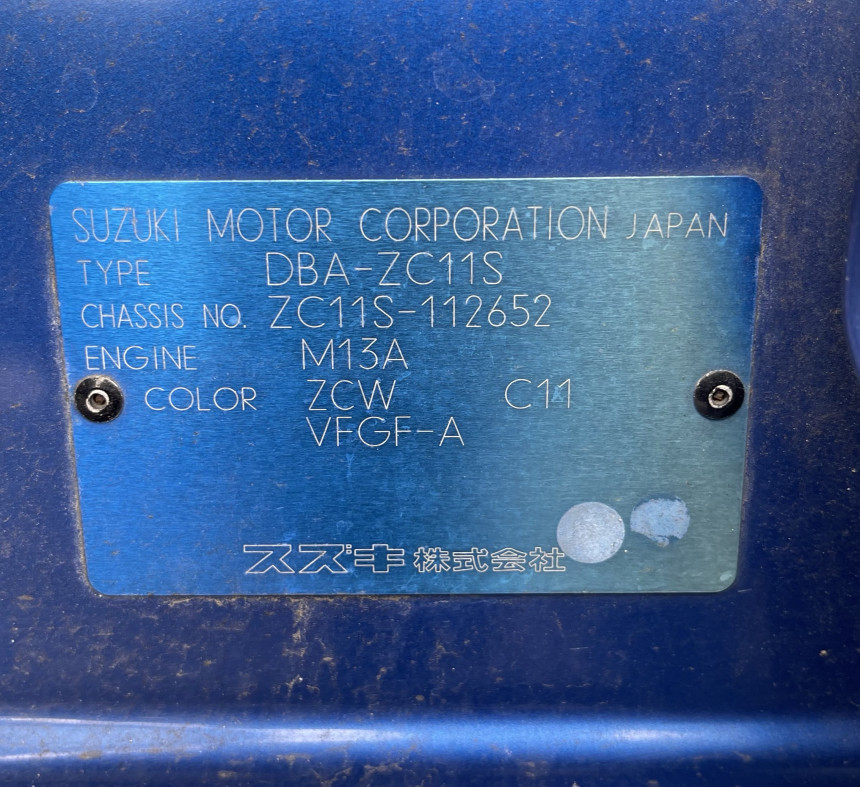 SUZUKI MOTOR CORPORATION JAPAN
TYPE DBA-ZC11S
CHASSIS NO. ZC11S-112652
ENGINE M13A
COLOR ZCW C11
VFGF-A
スズキ株式会社